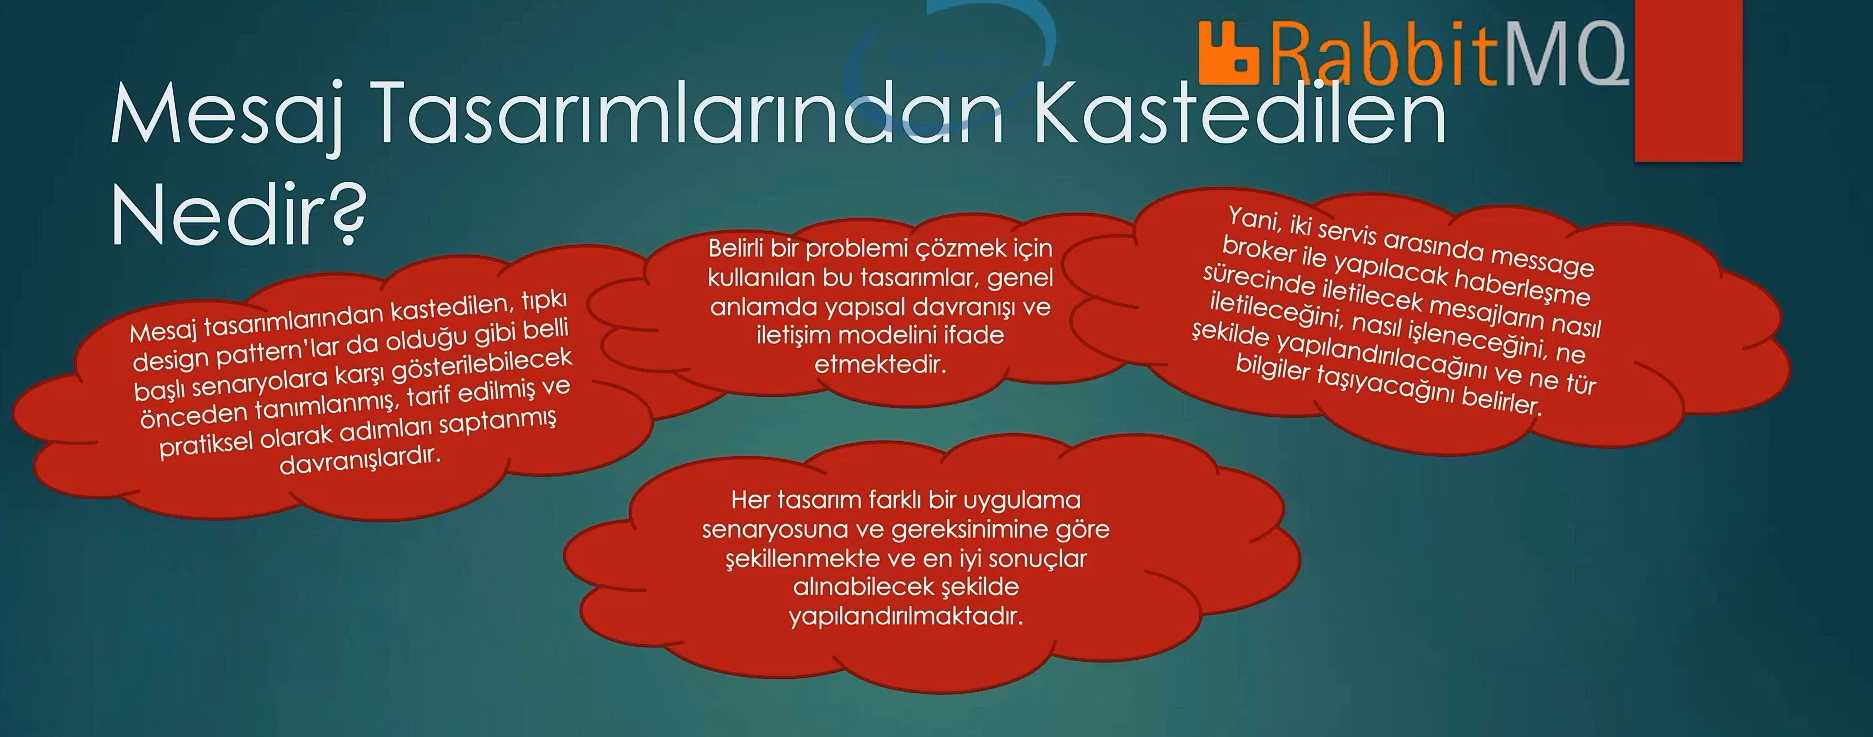 RabbitMQ
Mesaj Tasarımlarından Kastedilen
Nedir?
Mesaj tasarımlarından kastedilen, tıpkı
design pattern'lar da olduğu gibi belli
başlı senaryolara karşı gösterilebilecek
önceden tanımlanmış, tarif edilmiş ve
pratiksel olarak adımları saptanmış
davranışlardır.
Belirli bir problemi çözmek için
kullanılan bu tasarımlar, genel
anlamda yapısal davranışı ve
iletişim modelini ifade
etmektedir.
Yani, iki servis arasında message
broker ile yapılacak haberleşme
sürecinde iletilecek mesajların nasıl
iletileceğini, nasıl işleneceğini, ne
şekilde yapılandırılacağını ve ne tür
bilgiler taşıyacağını belirler.
Her tasarım farklı bir uygulama
senaryosuna ve gereksinimine göre
şekillenmekte ve en iyi sonuçlar
alınabilecek şekilde
yapılandırılmaktadır.